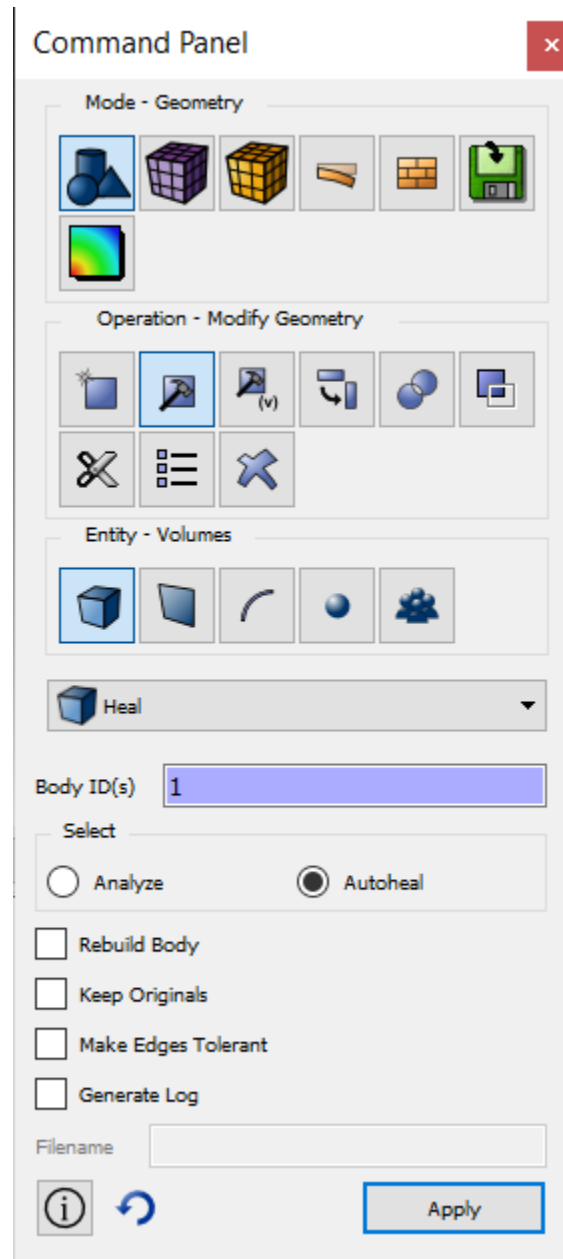 Command Panel
Mode - Geometry
Operation - Modify Geometry
(v)
Entity - Volumes
Heal
Body ID(s) 1
Select
Analyze Autoheal
Rebuild Body
Keep Originals
Make Edges Tolerant
Generate Log
Filename
Apply